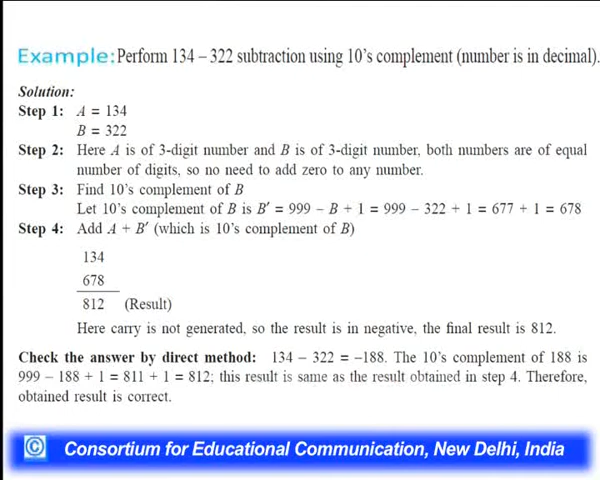 Example: Perform 134 – 322 subtraction using 10's complement (number is in decimal).
Solution:
Step 1: A = 134
B = 322
Step 2: Here A is of 3-digit number and B is of 3-digit number, both numbers are of equal
number of digits, so no need to add zero to any number.
Step 3: Find 10's complement of B
Let 10's complement of B is B′ = 999 – B + 1 = 999 – 322 + 1 = 677 + 1 = 678
Step 4: Add A + B′ (which is 10's complement of B)
134
678
812 (Result)
Here carry is not generated, so the result is in negative, the final result is 812.
Check the answer by direct method: 134 – 322 = –188. The 10's complement of 188 is
999 – 188 + 1 = 811 + 1 = 812; this result is same as the result obtained in step 4. Therefore,
obtained result is correct.
© Consortium for Educational Communication, New Delhi, India